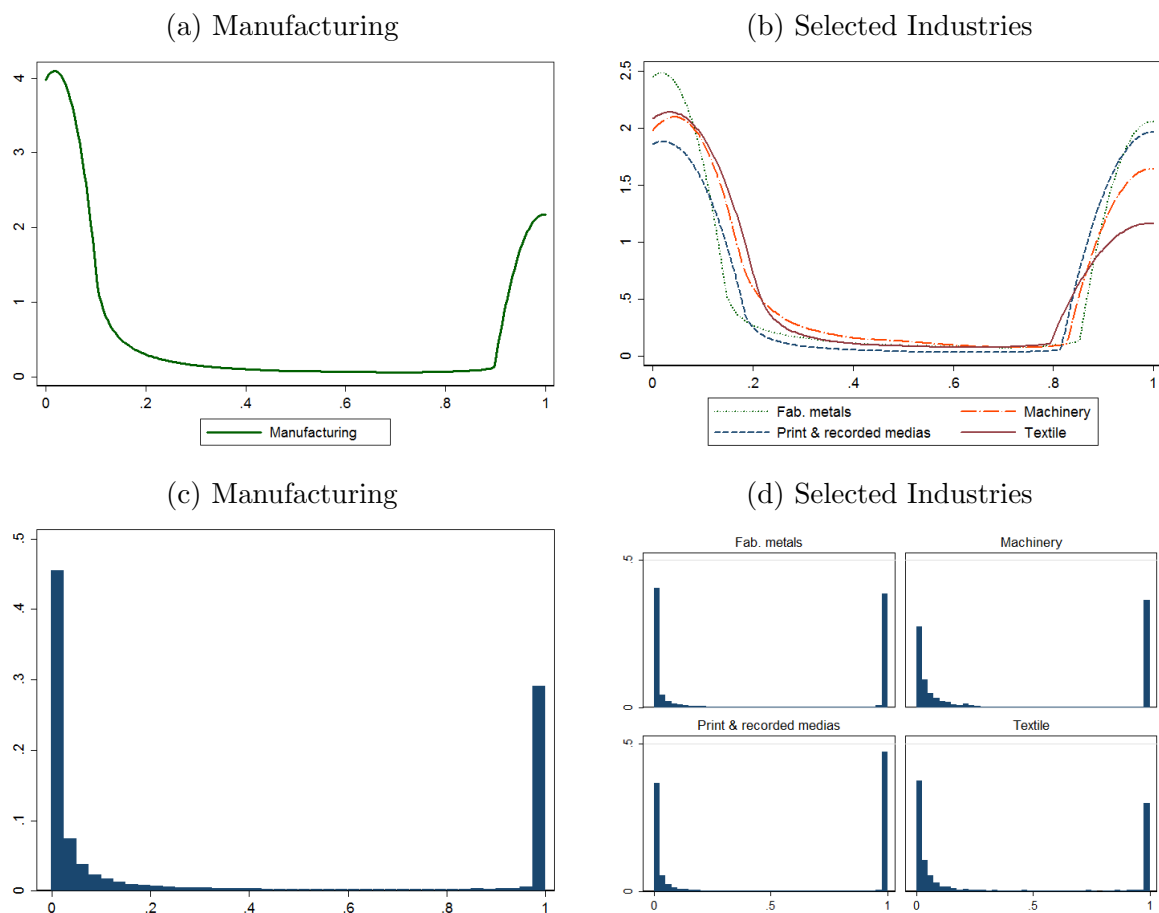 (a) Manufacturing
4
3
2
1
0
0 .2 .4 .6 .8 1
Manufacturing
(b) Selected Industries
2.5
2
1.5
1
.5
0
0 .2 .4 .6 .8 1
Fab. metals Machinery
Print & recorded medias Textile
(c) Manufacturing
.5
.4
.3
.2
.1
0
0 .2 .4 .6 .8 1
(d) Selected Industries
Fab. metals Machinery
.5
0
Print & recorded medias Textile
.5
0
0 .5 1 0 .5 1